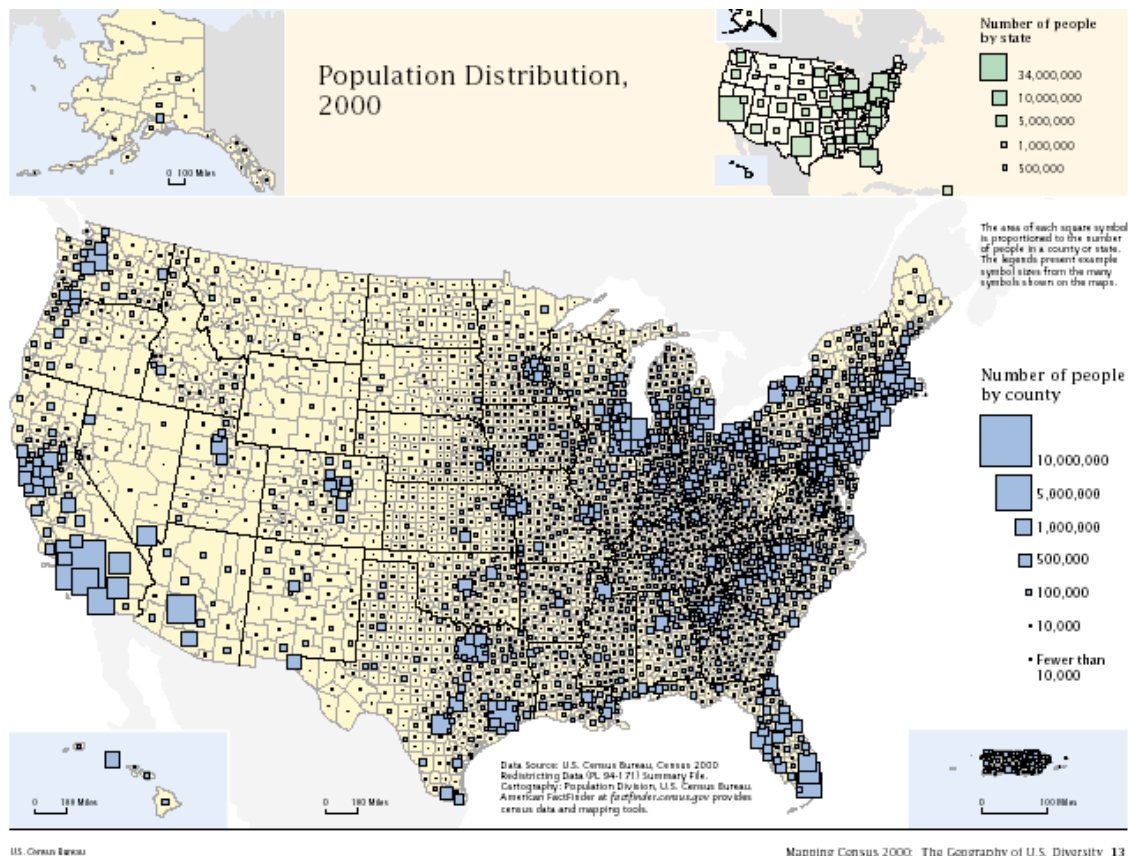 Population Distribution,
2000
Number of people
by state
34,000,000
10,000,000
5,000,000
1,000,000
500,000
0 100 Miles
The area of each square symbol
is proportioned to the number
of people in a county or state.
The legends present example
symbol sizes from the many
symbols shown on the maps.
Number of people
by county
10,000,000
5,000,000
1,000,000
500,000
100,000
10,000
Fewer than
10,000
Data Source: U.S. Census Bureau, Census 2000
Redistricting Data (PL 94-171) Summary File.
Cartography: Population Division, U.S. Census Bureau.
American FactFinder at factfinder.census.gov provides
census data and mapping tools.
0 100 Miles
0 100 Miles
0 100 Miles
U.S. Census Bureau
Mapping Census 2000: The Geography of U.S. Diversity 13